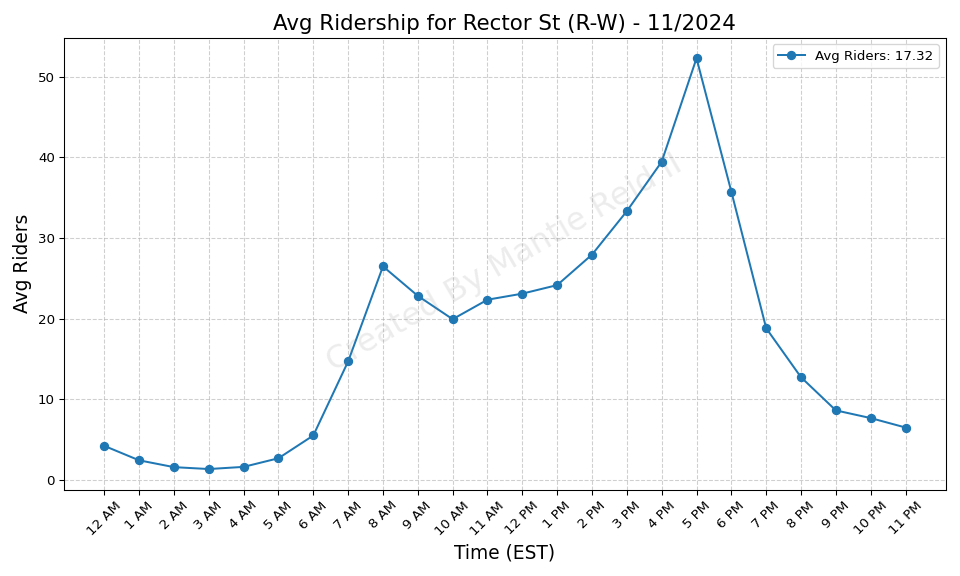 Avg Ridership for Rector St (R-W) - 11/2024
Avg Riders: 17.32
50
40
30
20
10
0
Avg Riders
Created By Mantie Reid II
12 AM
1 AM
2 AM
3 AM
4 AM
5 AM
6 AM
7 AM
8 AM
9 AM
10 AM
11 AM
12 PM
1 PM
2 PM
3 PM
4 PM
5 PM
6 PM
7 PM
8 PM
9 PM
10 PM
11 PM
Time (EST)